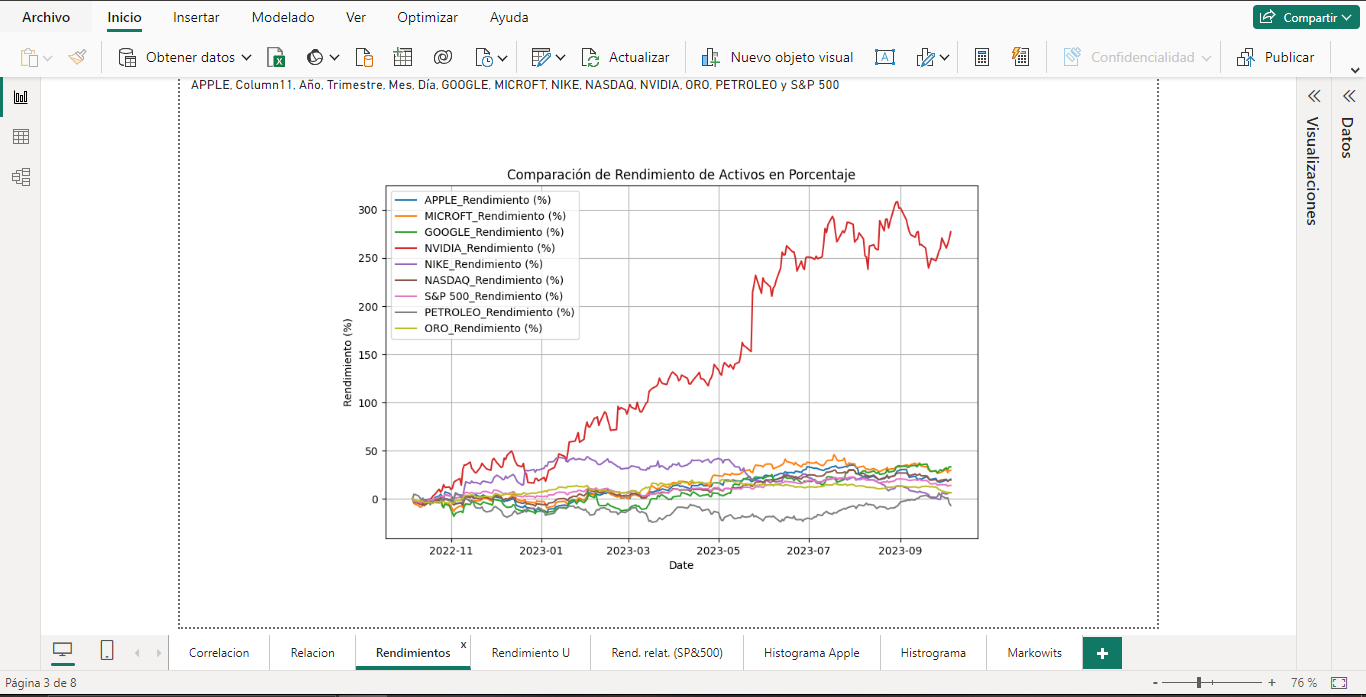 Archivo Inicio Insertar Modelado Ver Optimizar Ayuda Compartir
Obtener datos Actualizar Nuevo objeto visual Confidencialidad Publicar
APPLE, Column11, Año, Trimestre, Mes, Día, GOOGLE, MICROFT, NIKE, NASDAQ, NVIDIA, ORO, PETROLEO y S&P 500
Visualizaciones
Datos
Comparación de Rendimiento de Activos en Porcentaje
APPLE_Rendimiento (%)
MICROFT_Rendimiento (%)
GOOGLE_Rendimiento (%)
NVIDIA_Rendimiento (%)
NIKE_Rendimiento (%)
NASDAQ_Rendimiento (%)
S&P 500_Rendimiento (%)
PETROLEO_Rendimiento (%)
ORO_Rendimiento (%)
Rendimiento (%)
300
250
200
150
100
50
0
2022-11 2023-01 2023-03 2023-05 2023-07 2023-09
Date
Correlacion Relacion Rendimientos x Rendimiento U Rend. relat. (SP&500) Histograma Apple Histrograma Markowits +
Página 3 de 8 - + 76 %